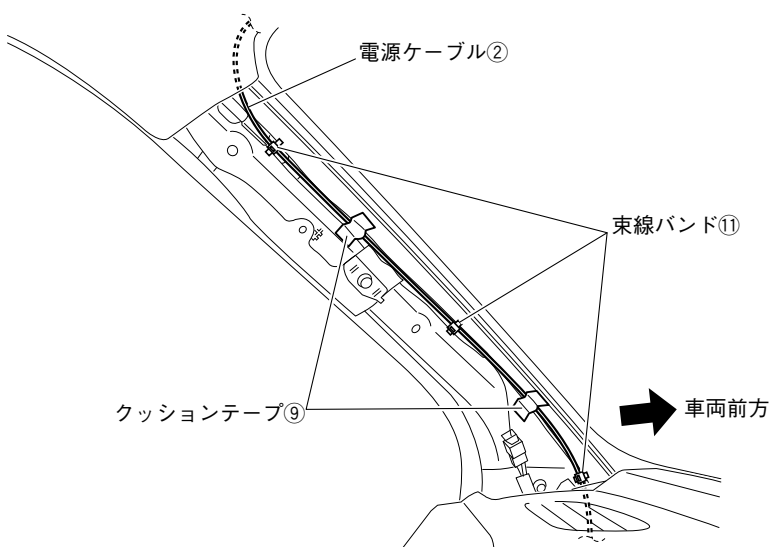 電源ケーブル②
束線バンド⑪
クッションテープ⑨
車両前方